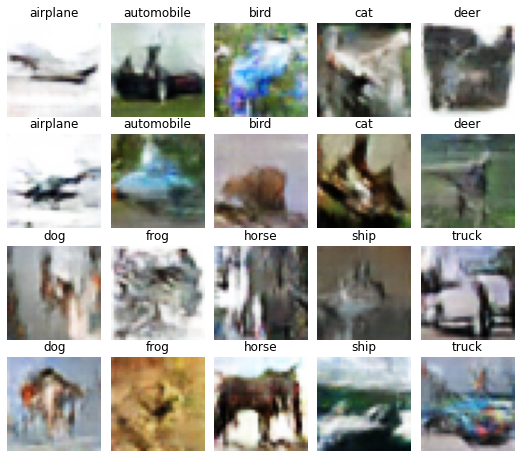 airplane automobile bird cat deer
airplane automobile bird cat deer
dog frog horse ship truck
dog frog horse ship truck